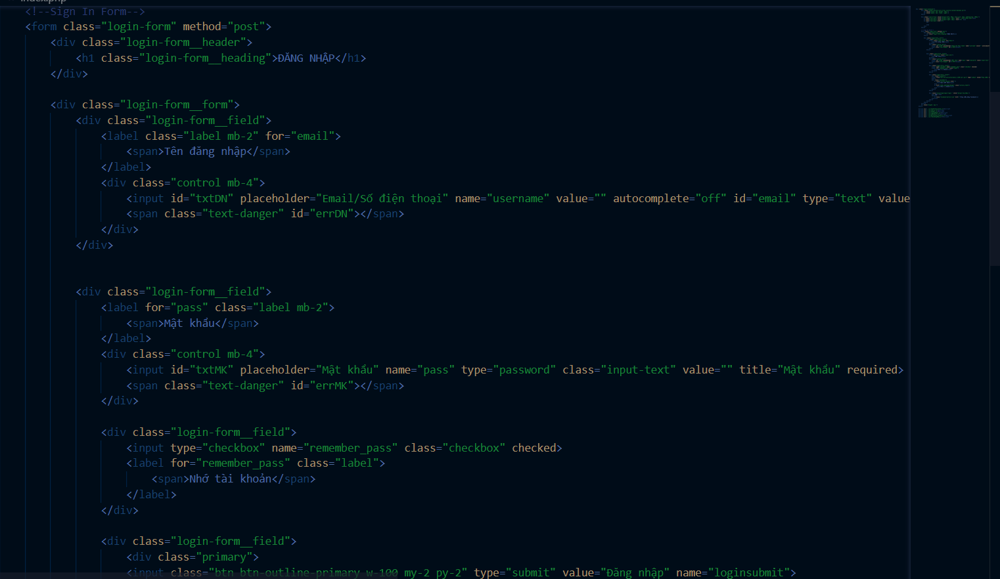 index.php
<!--Sign In Form-->
<form class="login-form" method="post">
<div class="login-form__header">
<h1 class="login-form__heading">ĐĂNG NHẬP</h1>
</div>
<div class="login-form__form">
<div class="login-form__field">
<label class="label mb-2" for="email">
<span>Tên đăng nhập</span>
</label>
<div class="control mb-4">
<input id="txtDN" placeholder="Email/Số điện thoại" name="username" value="" autocomplete="off" id="email" type="text" value
<span class="text-danger" id="errDN"></span>
</div>
</div>
<div class="login-form__field">
<label for="pass" class="label mb-2">
<span>Mật khẩu</span>
</label>
<div class="control mb-4">
<input id="txtMK" placeholder="Mật khẩu" name="pass" type="password" class="input-text" value="" title="Mật khẩu" required>
<span class="text-danger" id="errMK"></span>
</div>
<div class="login-form__field">
<input type="checkbox" name="remember_pass" class="checkbox" checked>
<label for="remember_pass" class="label">
<span>Nhớ tài khoản</span>
</label>
</div>
<div class="login-form__field">
<div class="primary">
<input class="btn btn-outline-primary w-100 my-2 py-2" type="submit" value="Đăng nhập" name="loginsubmit">